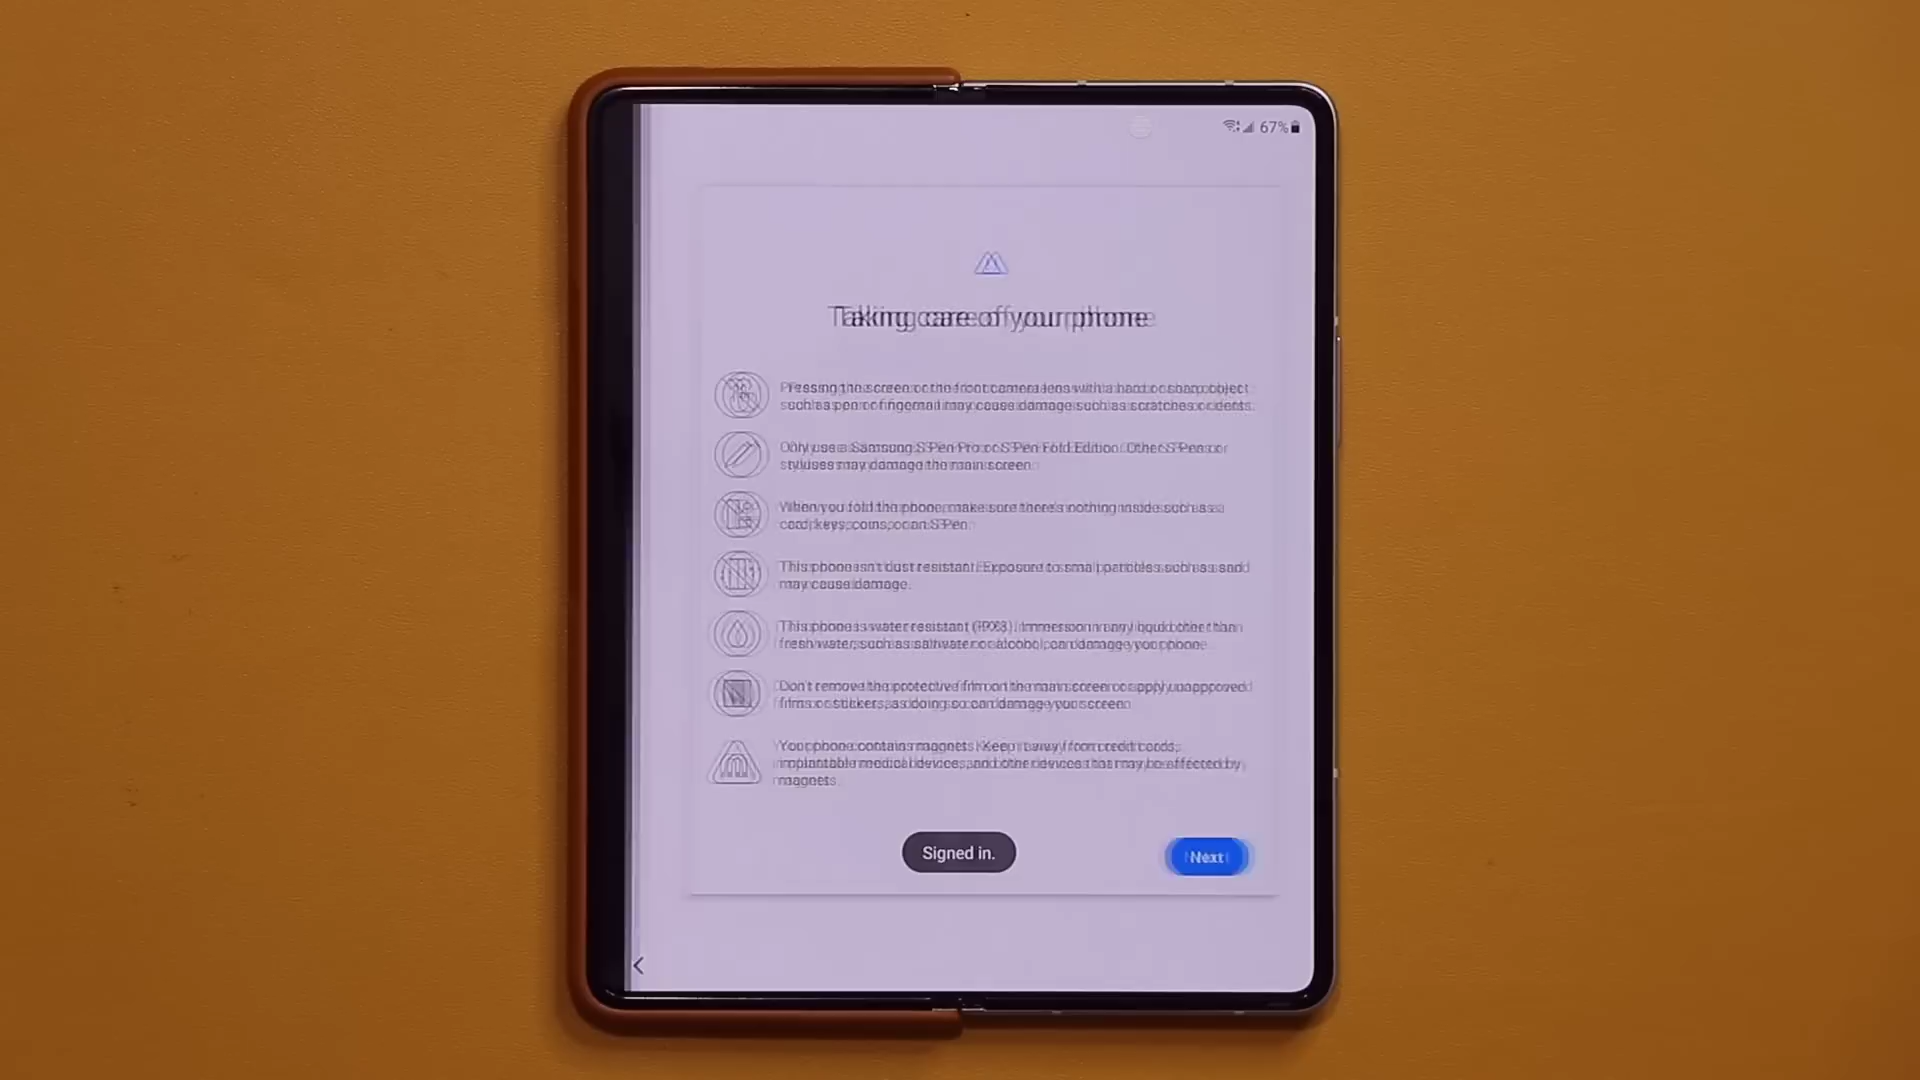 67%
Taking care of your phone
Pressing the screen or the front camera lens with a hard or sharp object
such as pen or fingernail may cause damage such as scratches or dents.
Only use a Samsung S Pen Pro or S Pen Fold Edition. Other S Pens or
styluses may damage the main screen.
When you fold the phone, make sure there's nothing inside such as a
card, keys, coins, or an S Pen.
This phone isn't dust resistant. Exposure to small particles such as sand
may cause damage.
This phone is water resistant (IPX8). Immersion in any liquid other than
fresh water, such as saltwater or alcohol, can damage your phone.
Don't remove the protective film on the main screen or apply unapproved
films or stickers, as doing so can damage your screen.
Your phone contains magnets. Keep it away from credit cards,
implantable medical devices, and other devices that may be affected by
magnets.
Signed in.
Next